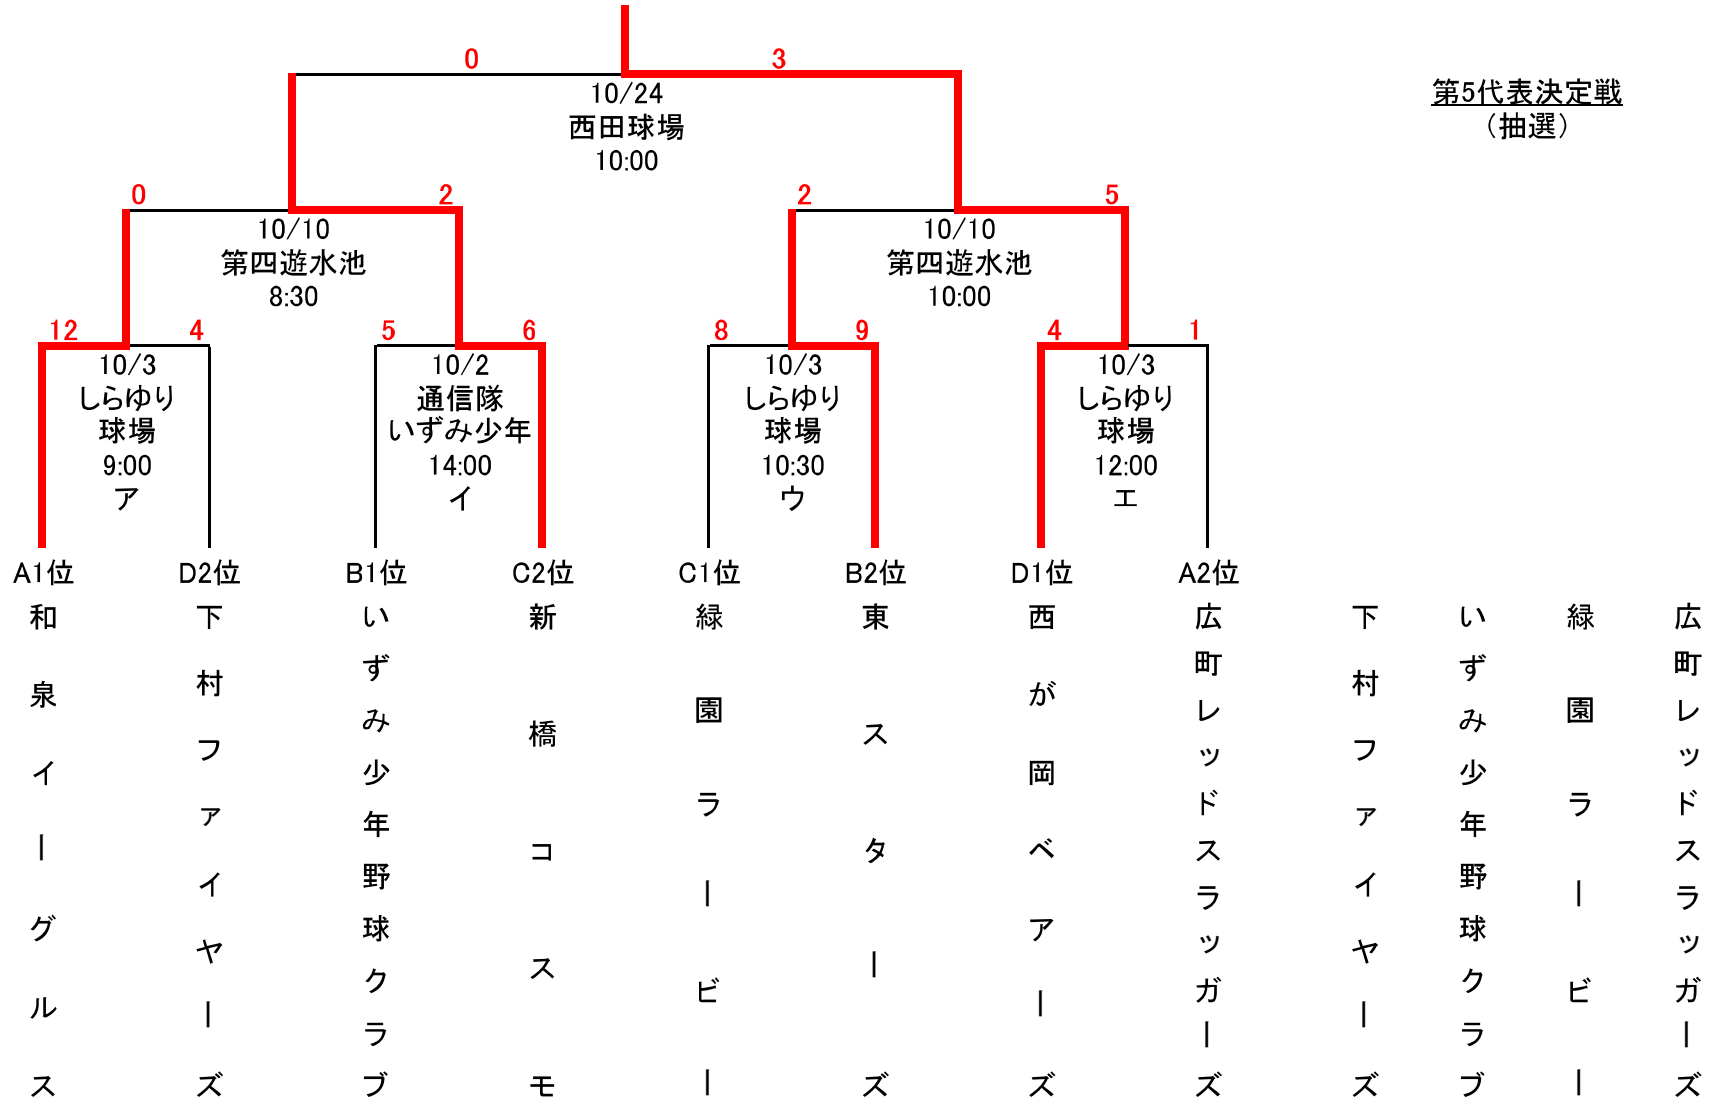 0
3
10/24
西田球場
10:00
第5代表決定戦
（抽選）
0
2
10/10
第四遊水池
8:30
2
5
10/10
第四遊水池
10:00
12
4
10/3
しらゆり
球場
9:00
ア
5
6
10/2
通信隊
いずみ少年
14:00
イ
8
9
10/3
しらゆり
球場
10:30
ウ
4
1
10/3
しらゆり
球場
12:00
エ
A1位
D2位
B1位
C2位
C1位
B2位
D1位
A2位
和泉イーグルス
下村ファイヤーズ
いずみ少年野球クラブ
新橋コスモ
緑園ラービー
東スターズ
西が岡ベアーズ
広町レッドスラッガーズ
下村ファイヤーズ
いずみ少年野球クラブ
緑園ラービー
広町レッドスラッガーズ